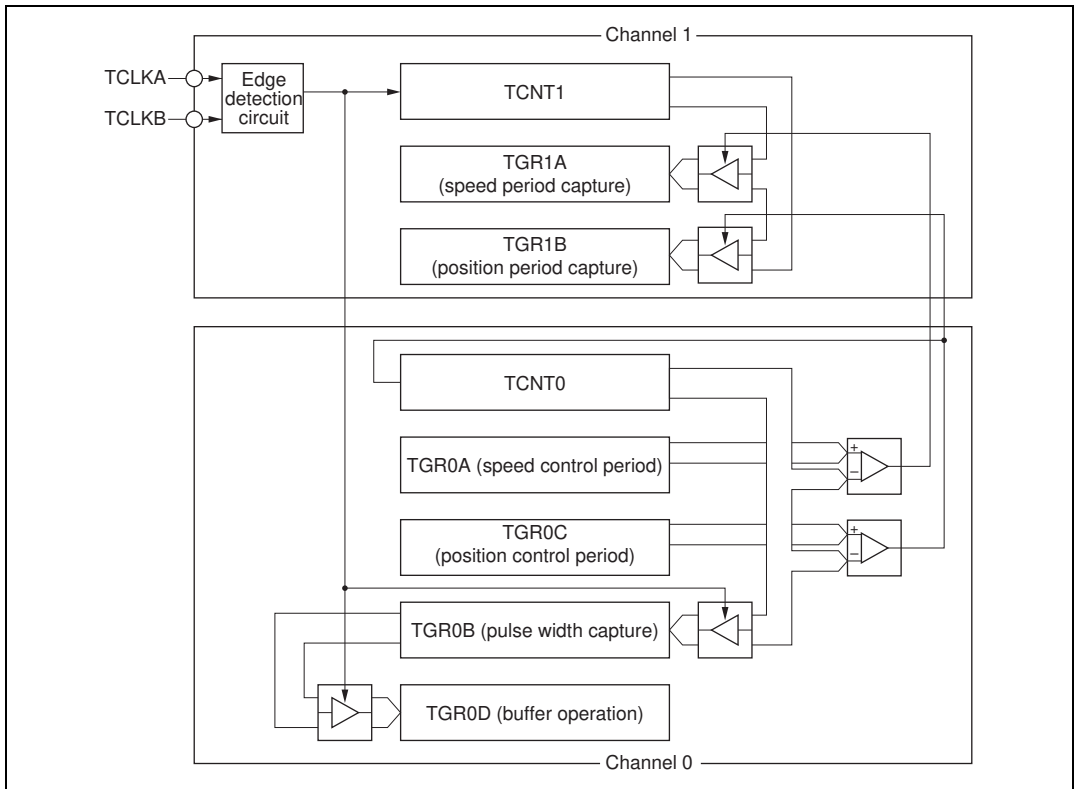 Channel 1
TCLKA
TCLKB
Edge
detection
circuit
TCNT1
TGR1A
(speed period capture)
TGR1B
(position period capture)
TCNT0
TGR0A (speed control period)
+
−
TGR0C
(position control period)
+
−
TGR0B (pulse width capture)
TGR0D (buffer operation)
Channel 0